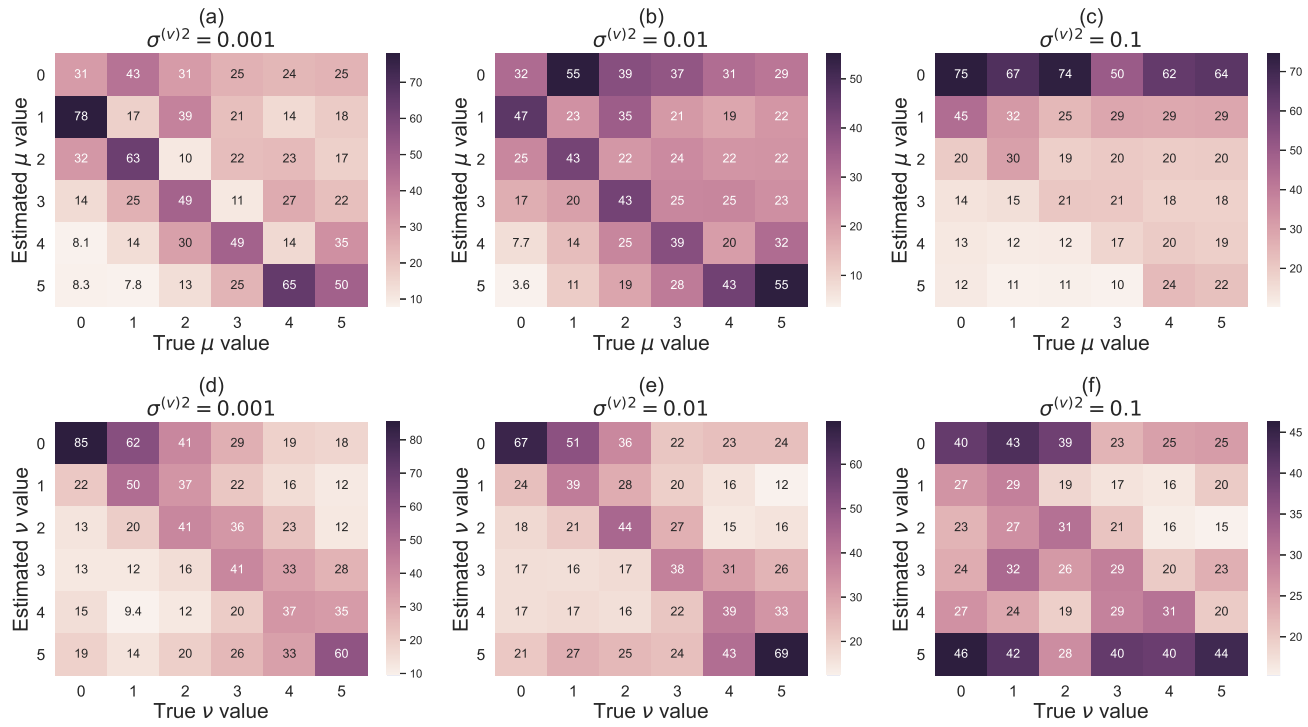 (a)
σ(v)2 = 0.001
Estimated μ value
0 31 43 31 25 24 25
1 78 17 39 21 14 18
2 32 63 10 22 23 17
3 14 25 49 11 27 22
4 8.1 14 30 49 14 35
5 8.3 7.8 13 25 65 50
0 1 2 3 4 5
True μ value
70
60
50
40
30
20
10
(b)
σ(v)2 = 0.01
Estimated μ value
0 32 55 39 37 31 29
1 47 23 35 21 19 22
2 25 43 22 24 22 22
3 17 20 43 25 25 23
4 7.7 14 25 39 20 32
5 3.6 11 19 28 43 55
0 1 2 3 4 5
True μ value
50
40
30
20
10
(c)
σ(v)2 = 0.1
Estimated μ value
0 75 67 74 50 62 64
1 45 32 25 29 29 29
2 20 30 19 20 20 20
3 14 15 21 21 18 18
4 13 12 12 17 20 19
5 12 11 11 10 24 22
0 1 2 3 4 5
True μ value
70
60
50
40
30
20
(d)
σ(v)2 = 0.001
Estimated ν value
0 85 62 41 29 19 18
1 22 50 37 22 16 12
2 13 20 41 36 23 12
3 13 12 16 41 33 28
4 15 9.4 12 20 37 35
5 19 14 20 26 33 60
0 1 2 3 4 5
True ν value
80
70
60
50
40
30
20
10
(e)
σ(v)2 = 0.01
Estimated ν value
0 67 51 36 22 23 24
1 24 39 28 20 16 12
2 18 21 44 27 15 16
3 17 16 17 38 31 26
4 17 17 16 22 39 33
5 21 27 25 24 43 69
0 1 2 3 4 5
True ν value
60
50
40
30
20
(f)
σ(v)2 = 0.1
Estimated ν value
0 40 43 39 23 25 25
1 27 29 19 17 16 20
2 23 27 31 21 16 15
3 24 32 26 29 20 23
4 27 24 19 29 31 20
5 46 42 28 40 40 44
0 1 2 3 4 5
True ν value
45
40
35
30
25
20